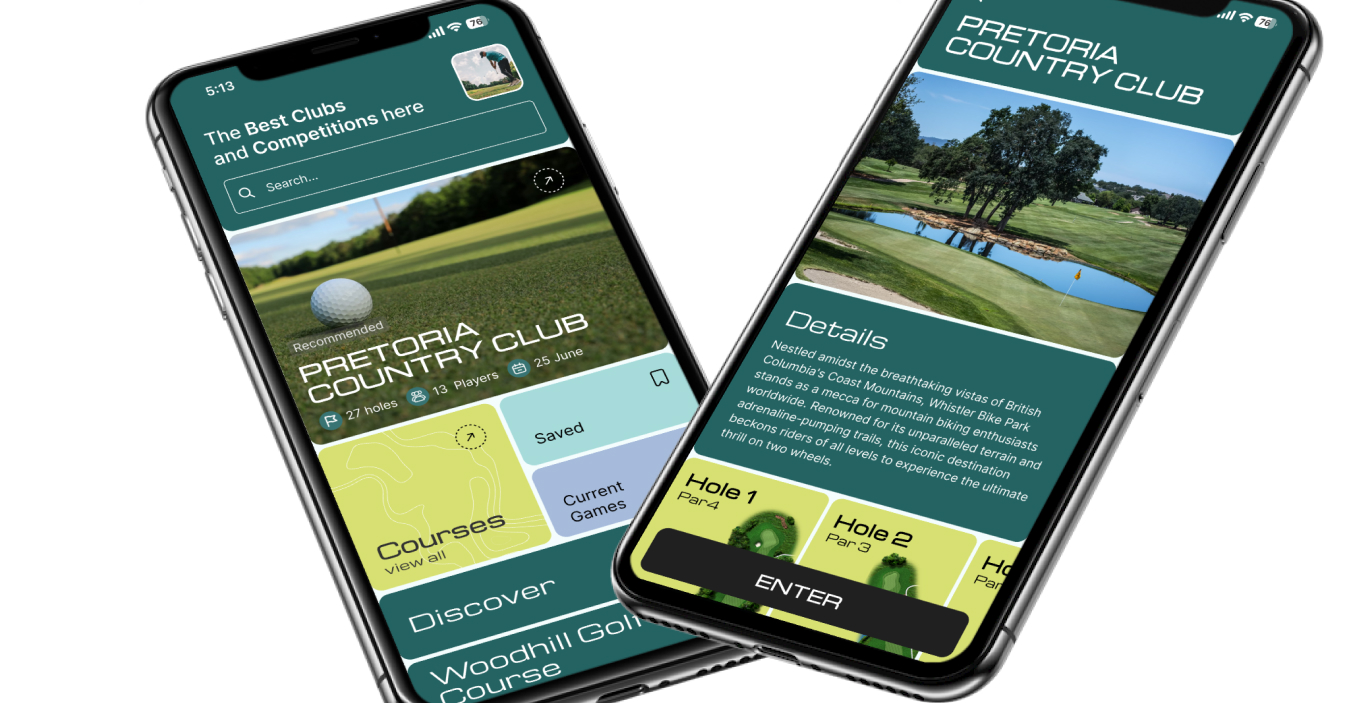 5:13
76
The Best Clubs
and Competitions here
Search...
Recommended
PRETORIA
COUNTRY CLUB
27 holes
13 Players
25 June
Courses
view all
Saved
Current
Games
Discover
Woodhill Golf
Course
76
PRETORIA
COUNTRY CLUB
Details
Nestled amidst the breathtaking vistas of British
Columbia's Coast Mountains, Whistler Bike Park
stands as a mecca for mountain biking enthusiasts
worldwide. Renowned for its unparalleled terrain and
adrenaline-pumping trails, this iconic destination
beckons riders of all levels to experience the ultimate
thrill on two wheels.
Hole 1
Par4
Hole 2
Par 3
Ho
Par
ENTER